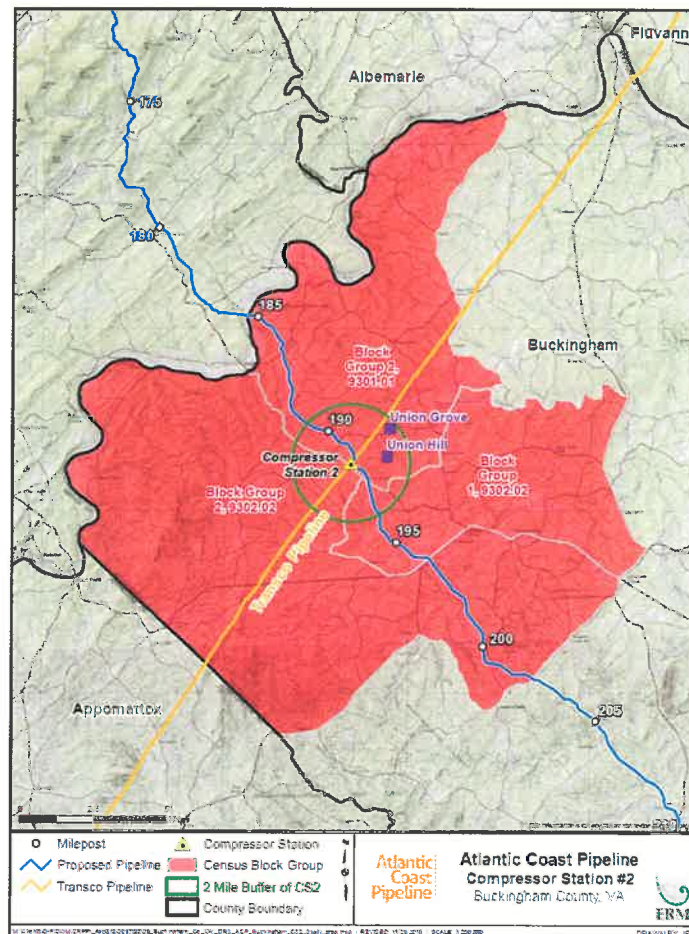 Fluvann
Albemarle
175
180
185
Buckingham
Block
Group 2,
9301-01
Union Grove
190
Union Hill
Compressor
Station 2
Block Group
2, 9302.02
Block
Group
1, 9302.02
195
Transco Pipeline
200
Appomattox
205
Milepost
Proposed Pipeline
Transco Pipeline
Compressor Station
Census Block Group
2 Mile Buffer of CS2
County Boundary
Atlantic
Coast
Pipeline
Atlantic Coast Pipeline
Compressor Station #2
Buckingham County, VA
ERM